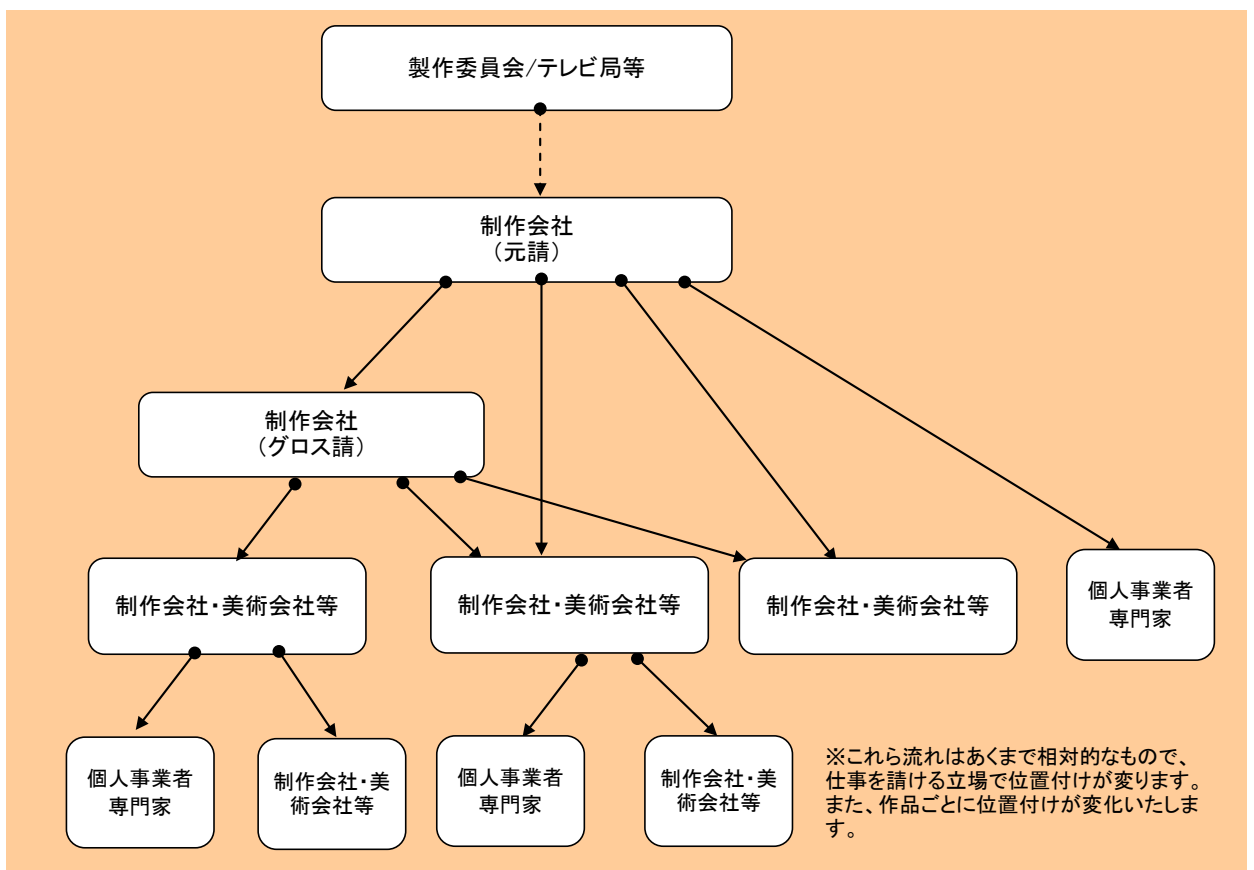 製作委員会/テレビ局等
制作会社
(元請)
制作会社
(グロス請)
制作会社・美術会社等
制作会社・美術会社等
制作会社・美術会社等
個人事業者
専門家
個人事業者
専門家
制作会社・美
術会社等
個人事業者
専門家
制作会社・美
術会社等
※これら流れはあくまで相対的なもので、
仕事を請ける立場で位置付けが変ります。
また、作品ごとに位置付けが変化いたしま
す。